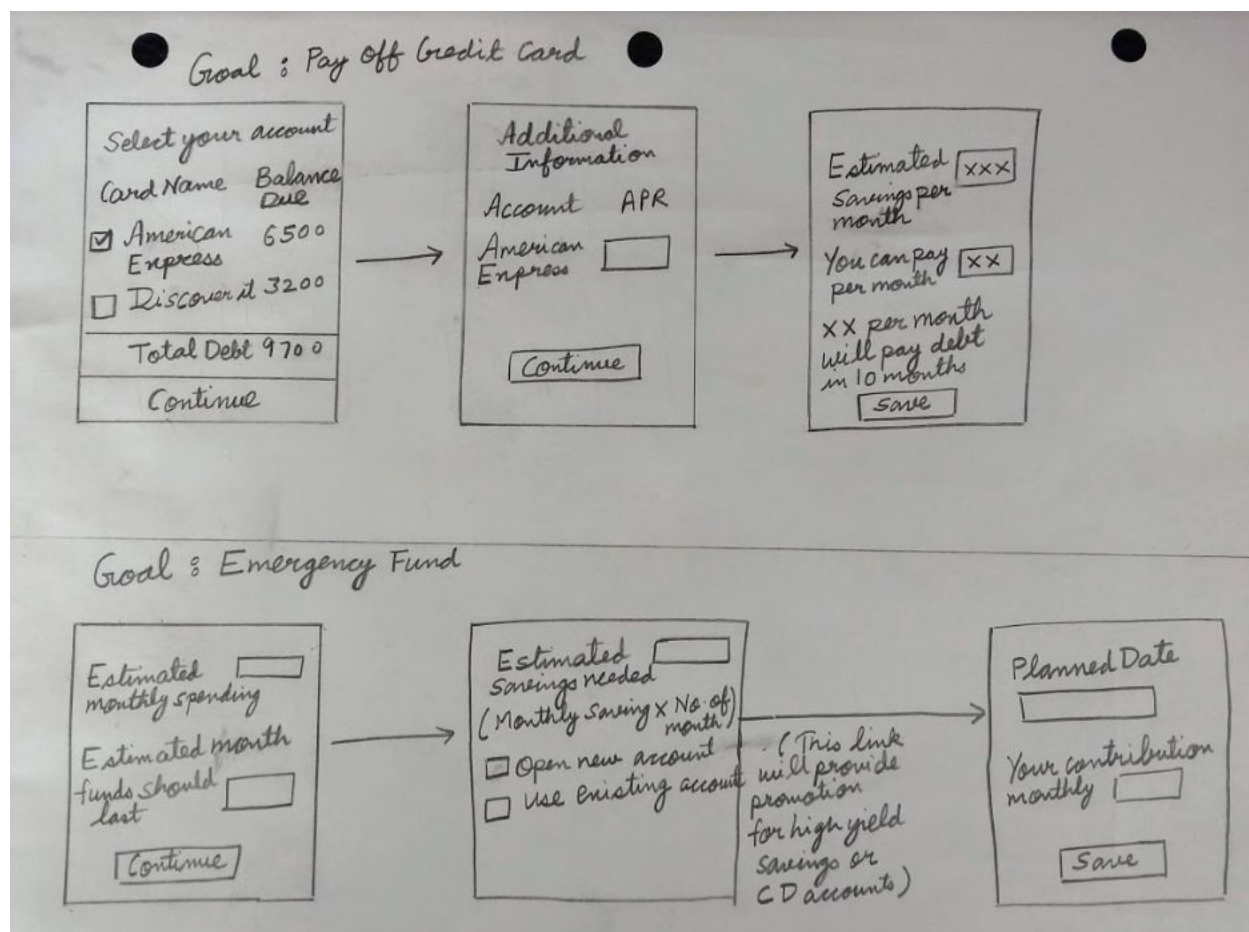 Goal : Pay Off Credit Card
Select your account
Card Name Balance Due
American Express 6500
Discover it 3200
Total Debt 9700
Continue
Additional
Information
Account APR
American
Express
Continue
Estimated XXX
Savings per
month
You can pay XX
per month
XX per month
will pay debt
in 10 months
Save
Goal : Emergency Fund
Estimated
monthly spending
Estimated month
funds should
last
Continue
Estimated
Savings needed
(Monthly Saving x No. of
month)
Open new account
Use existing account
(This link
will provide
promotion
for high yield
savings or
CD accounts)
Planned Date
Your contribution
monthly
Save